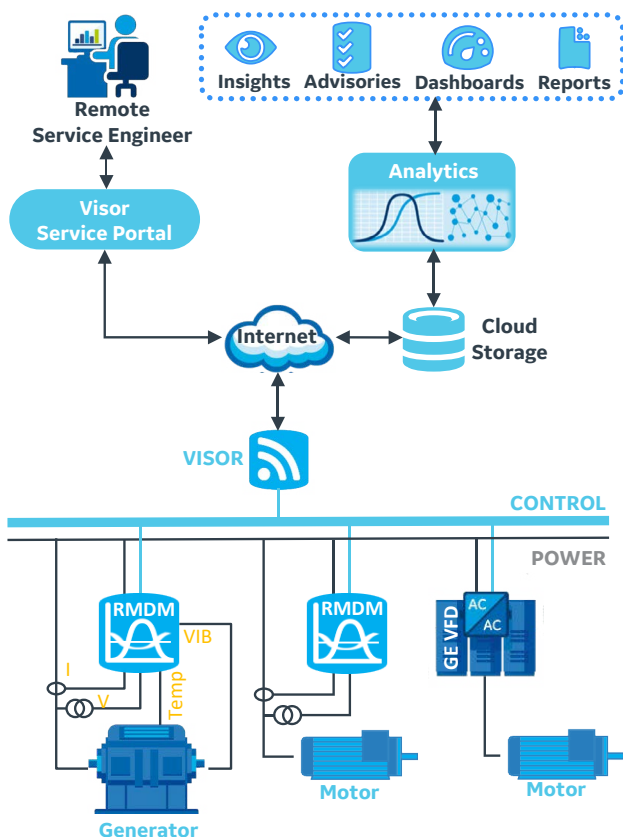 Insights
Advisories
Dashboards
Reports
Remote
Service Engineer
Analytics
Visor
Service Portal
Internet
Cloud
Storage
VISOR
CONTROL
POWER
RMDM
RMDM
GE VFD
AC
AC
VIB
I
V
Temp
Motor
Motor
Generator